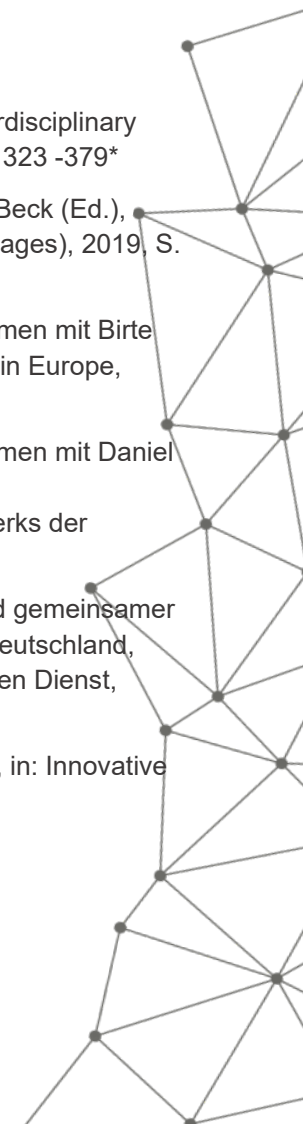 rdisciplinary
323 -379*
Beck (Ed.),
ages), 2019, S.
men mit Birte
in Europe,
men mit Daniel
erks der
d gemeinsamer
eutschland,
en Dienst,
, in: Innovative